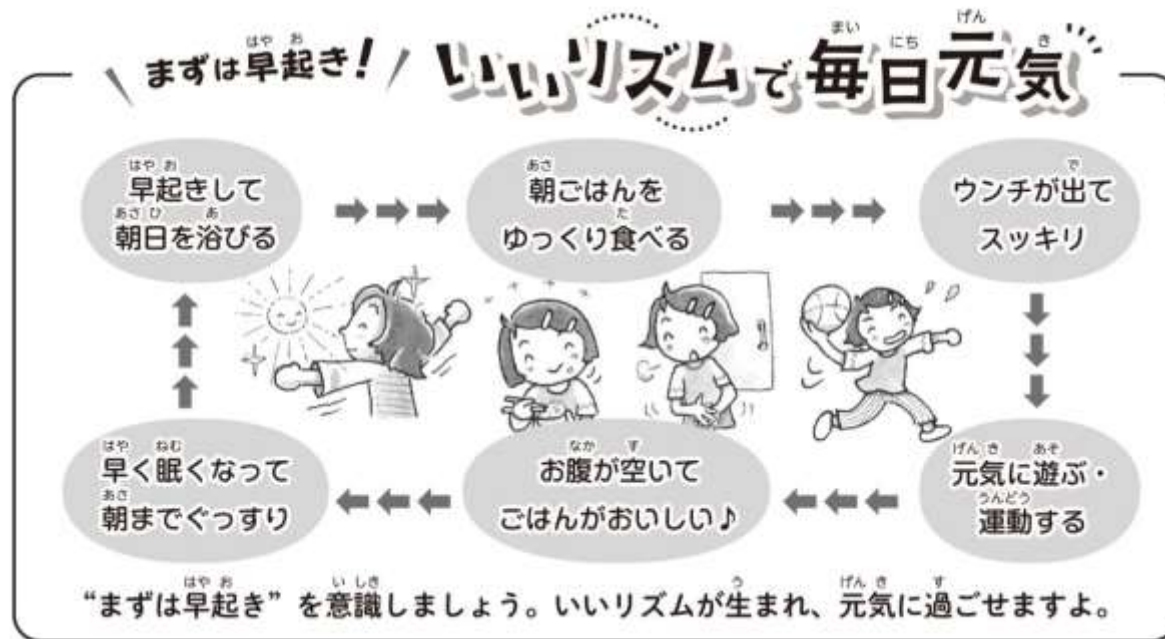 まずは早起き!
いいリズムで毎日元気
早起きして
朝日を浴びる
朝ごはんを
ゆっくり食べる
ウンチが出て
スッキリ
元気に遊ぶ・
運動する
お腹が空いて
ごはんがおいしい♪
早く眠くなって
朝までぐっすり
“まずは早起き”を意識しましょう。いいリズムが生まれ、元気に過ごせますよ。